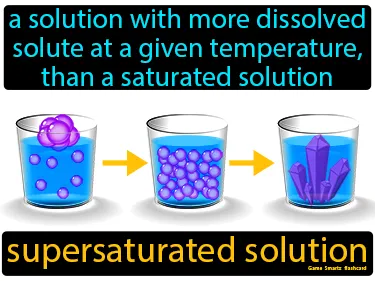 a solution with more dissolved
solute at a given temperature,
than a saturated solution
supersaturated solution
Game Smartz flashcard